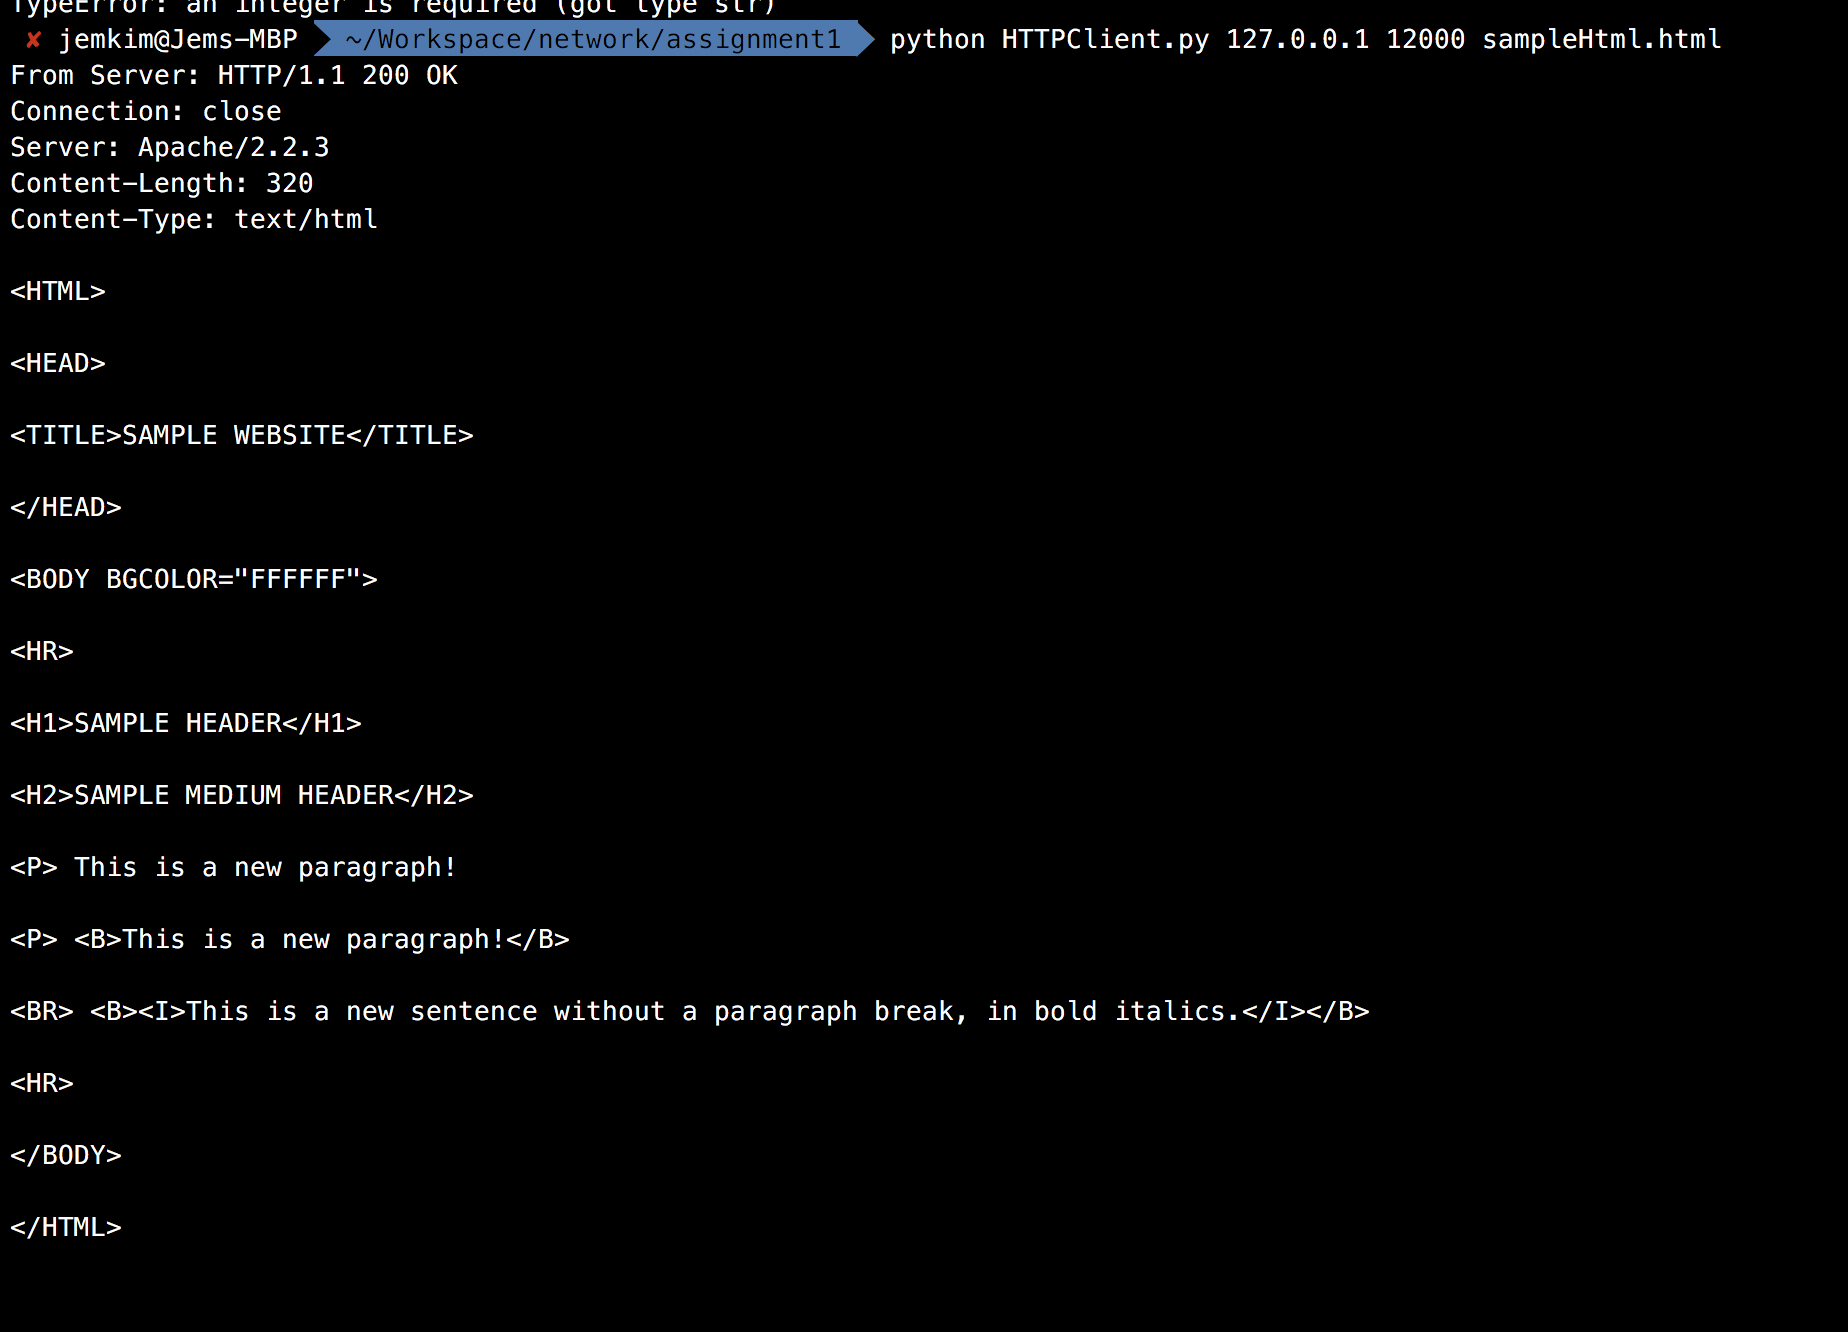 TypeError: an integer is required (got type str)
✘ jemkim@Jems-MBP ~/Workspace/network/assignment1 python HTTPClient.py 127.0.0.1 12000 sampleHtml.html
From Server: HTTP/1.1 200 OK
Connection: close
Server: Apache/2.2.3
Content-Length: 320
Content-Type: text/html
<HTML>
<HEAD>
<TITLE>SAMPLE WEBSITE</TITLE>
</HEAD>
<BODY BGCOLOR="FFFFFF">
<HR>
<H1>SAMPLE HEADER</H1>
<H2>SAMPLE MEDIUM HEADER</H2>
<P> This is a new paragraph!
<P> <B>This is a new paragraph!</B>
<BR> <B><I>This is a new sentence without a paragraph break, in bold italics.</I></B>
<HR>
</BODY>
</HTML>